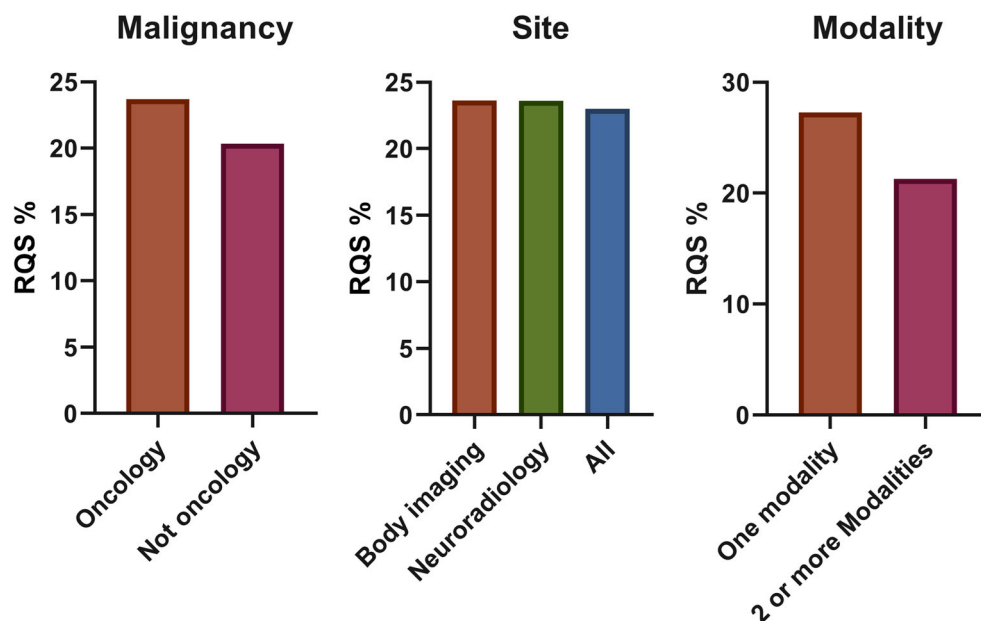 Malignancy
Site
Modality
RQS %
25
20
15
10
5
0
Oncology
Not oncology
RQS %
25
20
15
10
5
0
Body imaging
Neuroradiology
All
RQS %
30
20
10
0
One modality
2 or more Modalities